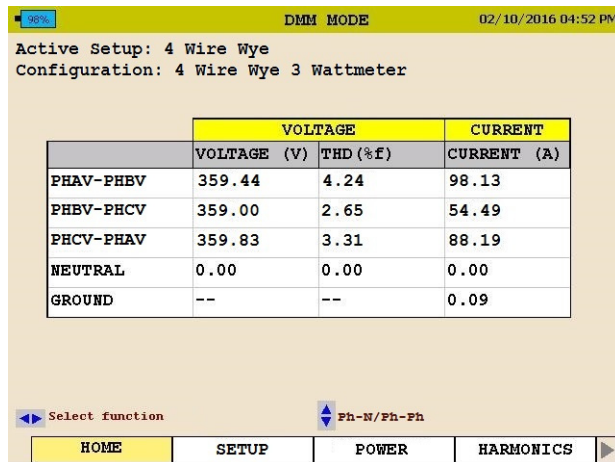 98% DMM MODE 02/10/2016 04:52 PM
Active Setup: 4 Wire Wye
Configuration: 4 Wire Wye 3 Wattmeter
VOLTAGE CURRENT
VOLTAGE (V) THD(%f) CURRENT (A)
PHAV-PHBV 359.44 4.24 98.13
PHBV-PHCV 359.00 2.65 54.49
PHCV-PHAV 359.83 3.31 88.19
NEUTRAL 0.00 0.00 0.00
GROUND -- -- 0.09
Select function Ph-N/Ph-Ph
HOME SETUP POWER HARMONICS